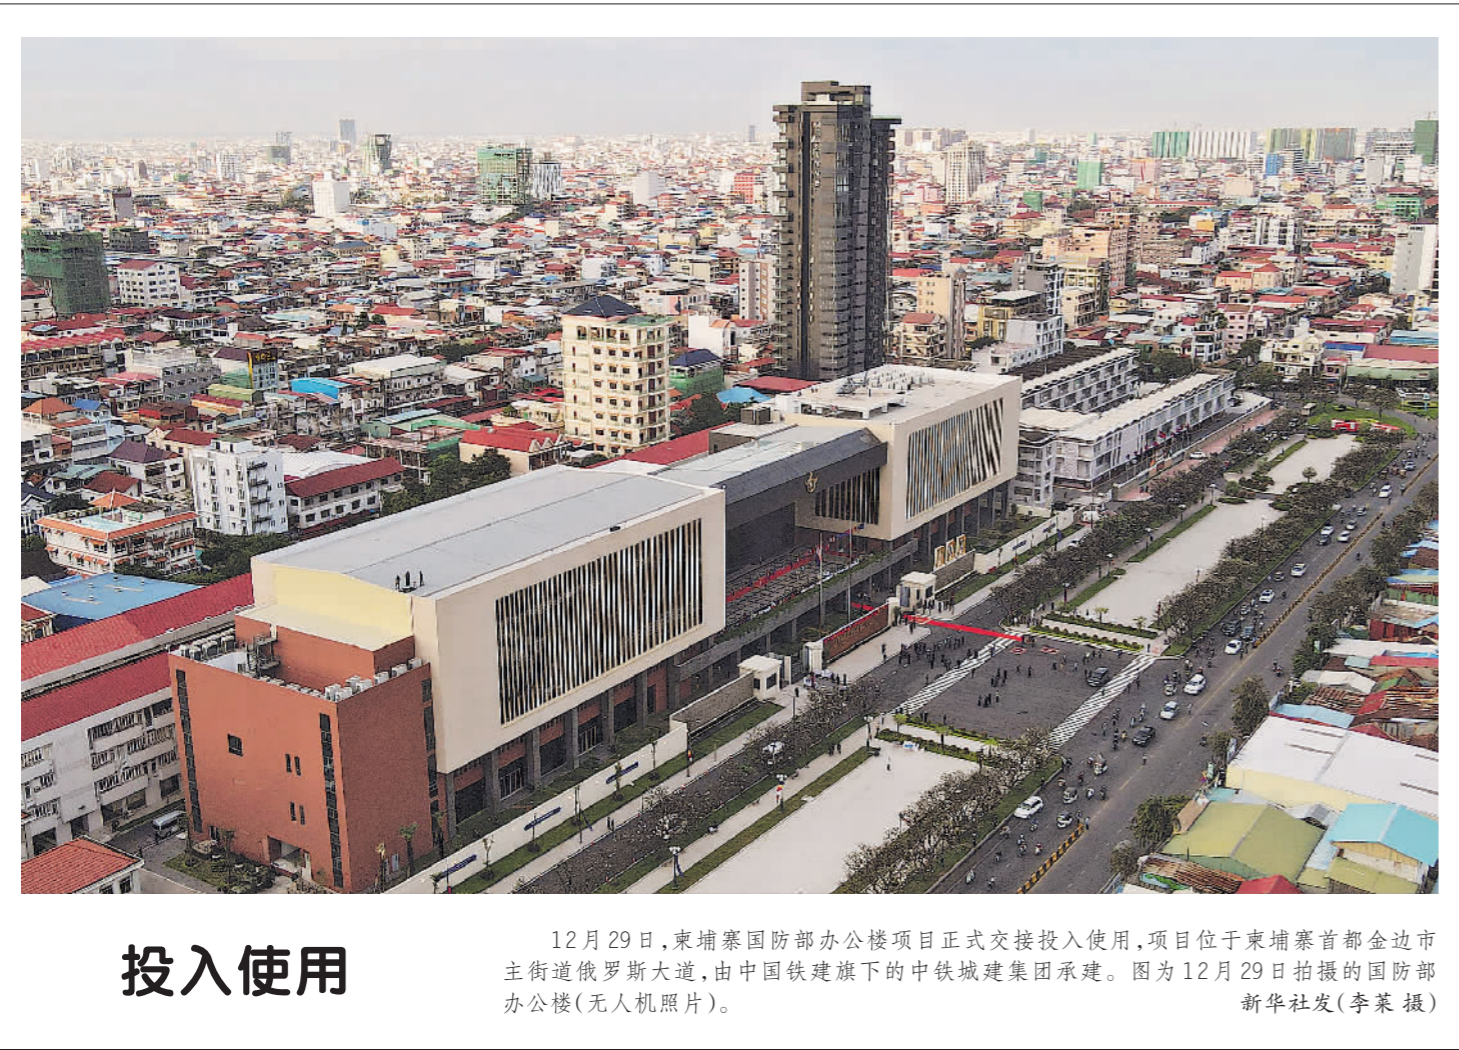 投入使用
12月29日,柬埔寨国防部办公楼项目正式交接投入使用,项目位于柬埔寨首都金边市
主街道俄罗斯大道,由中国铁建旗下的中铁城建集团承建。图为12月29日拍摄的国防部
办公楼(无人机照片)。
新华社发(李莱 摄)